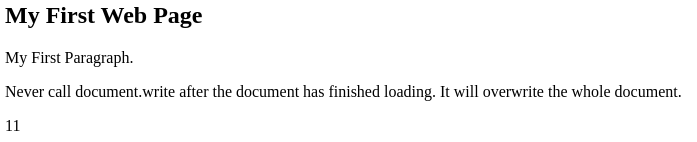 My First Web Page
My First Paragraph.
Never call document.write after the document has finished loading. It will overwrite the whole document.
11